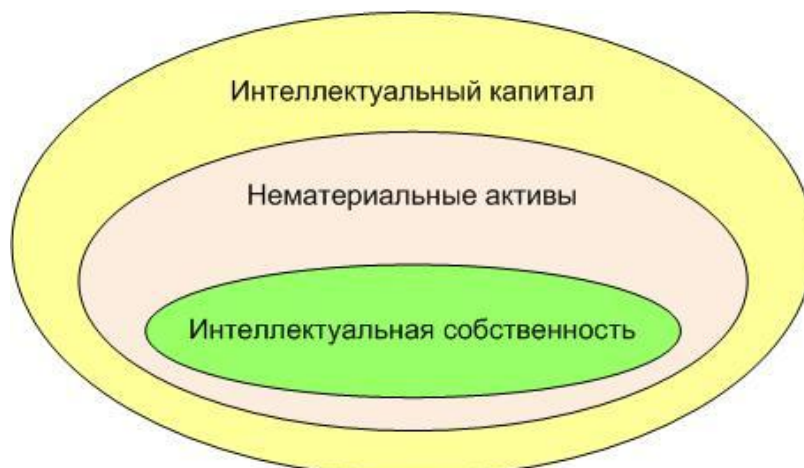 Интеллектуальный капитал
Нематериальные активы
Интеллектуальная собственность